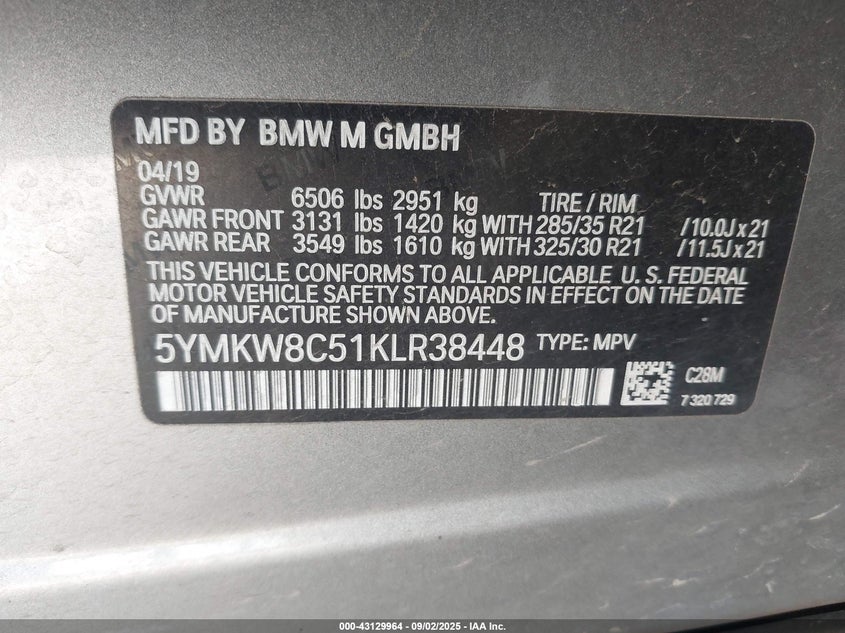 MFD BY BMW M GMBH
04/19
GVWR 6506 lbs 2951 kg TIRE / RIM
GAWR FRONT 3131 lbs 1420 kg WITH 285/35 R21 /10.0J x 21
GAWR REAR 3549 lbs 1610 kg WITH 325/30 R21 /11.5J x 21
THIS VEHICLE CONFORMS TO ALL APPLICABLE U. S. FEDERAL
MOTOR VEHICLE SAFETY STANDARDS IN EFFECT ON THE DATE
OF MANUFACTURE SHOWN ABOVE.
5YMKW8C51KLR38448 TYPE: MPV
C28M
7 320 729
000-43129964 - 09/02/2025 - IAA Inc.